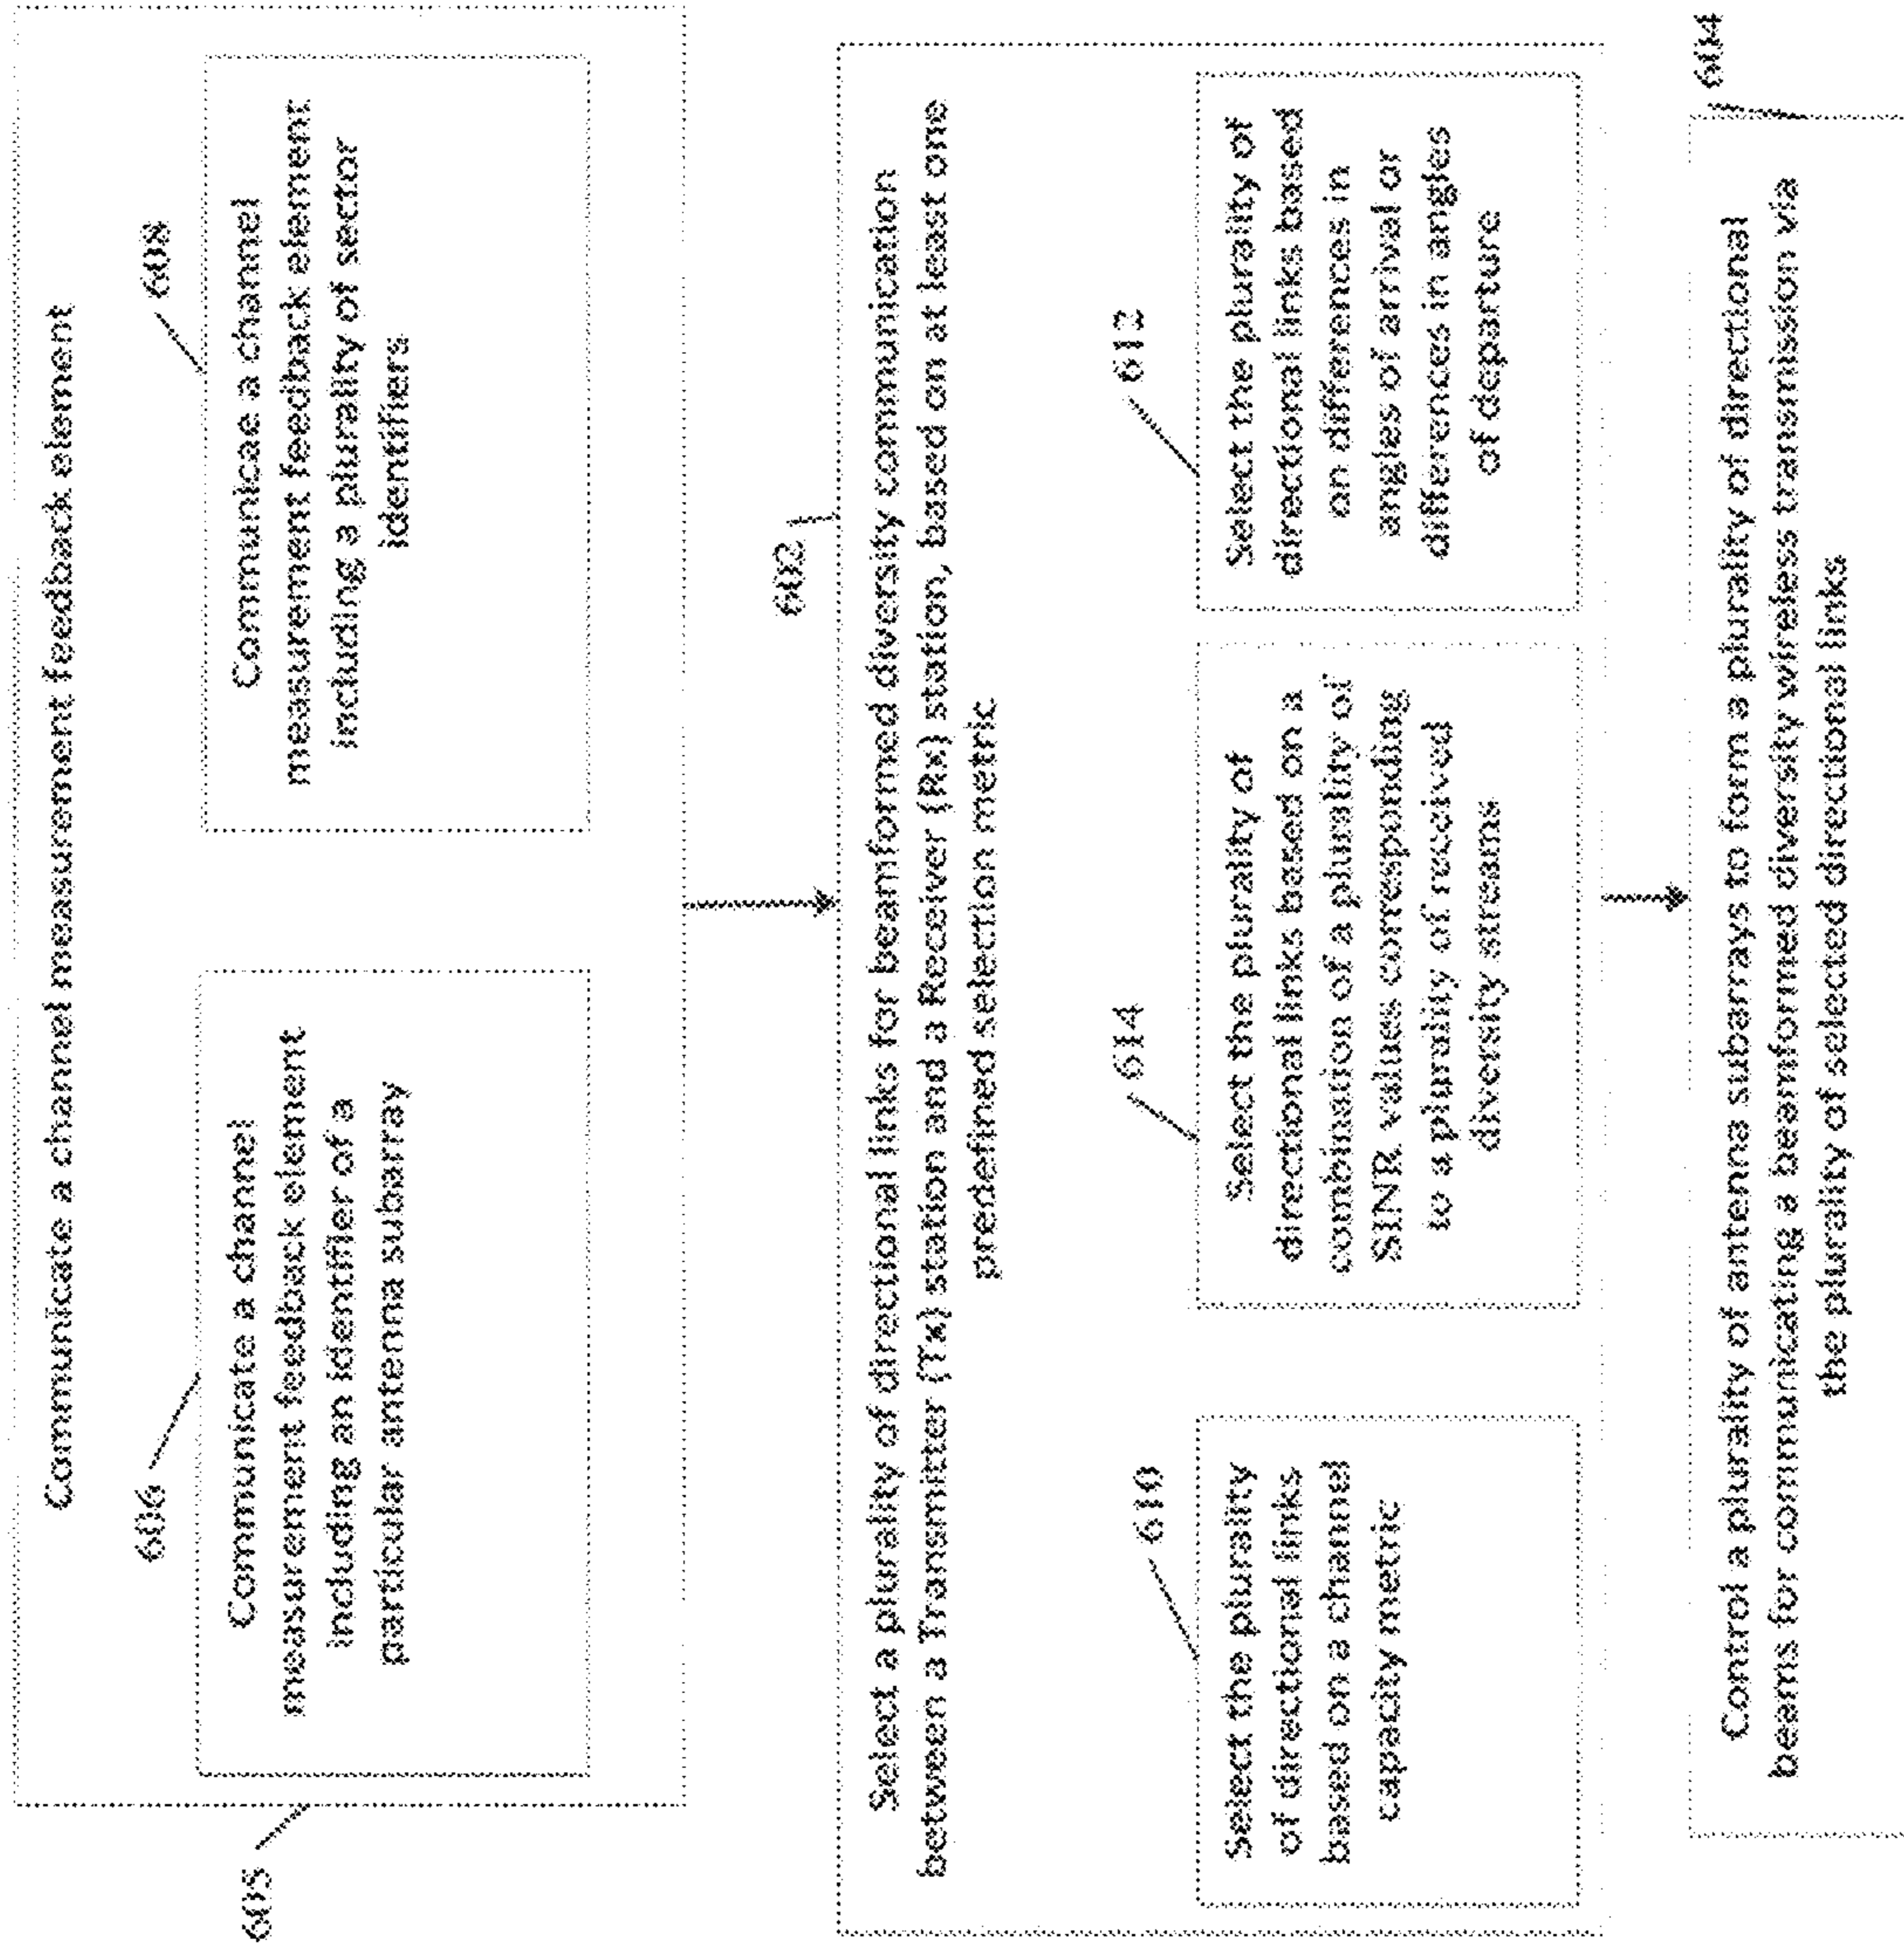 Communicate a channel measurement feedback element
605
606
Communicate a channel
measurement feedback element
including an identifier of a
particular antenna subarray
608
Communicae a channel
measurement feedback element
including a plurality of sector
identifiers
602
Select a plurality of directional links for beamformed diversity communication
between a Transmitter (Tx) station and a Receiver (Rx) station, based on at least one
predefined selection metric
610
Select the plurality
of directional links
based on a channel
capacity metric
614
Select the plurality of
directional links based on a
combination of a plurality of
SINR values corresponding
to a plurality of received
diversity streams
612
Select the plurality of
directional links based
on differences in
angles of arrival or
differences in angles
of departure
604
Control a plurality of antenna subarrays to form a plurality of directional
beams for communicating a beamformed diversity wireless transmission via
the plurality of selected directional links